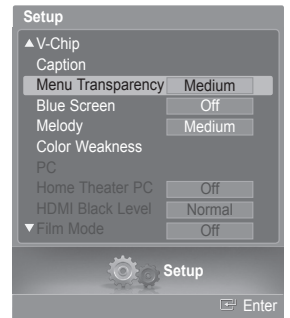 Setup
▲V-Chip
Caption
Menu Transparency Medium
Blue Screen Off
Melody Medium
Color Weakness
PC
Home Theater PC Off
HDMI Black Level Normal
▼Film Mode Off
Setup
Enter